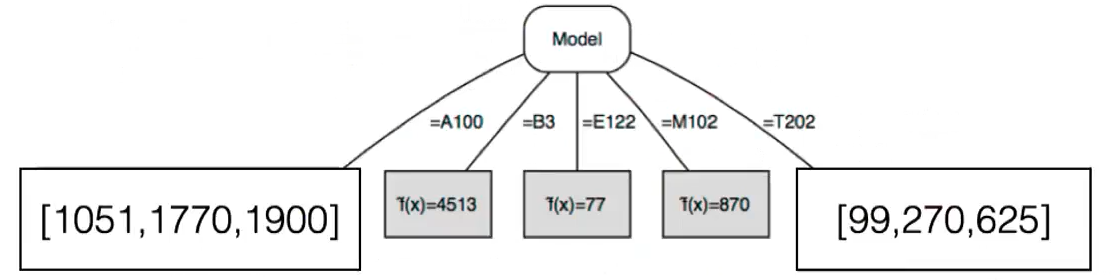 Model
=A100
=B3
=E122
=M102
=T202
[1051,1770,1900]
f(x)=4513
f(x)=77
f(x)=870
[99,270,625]